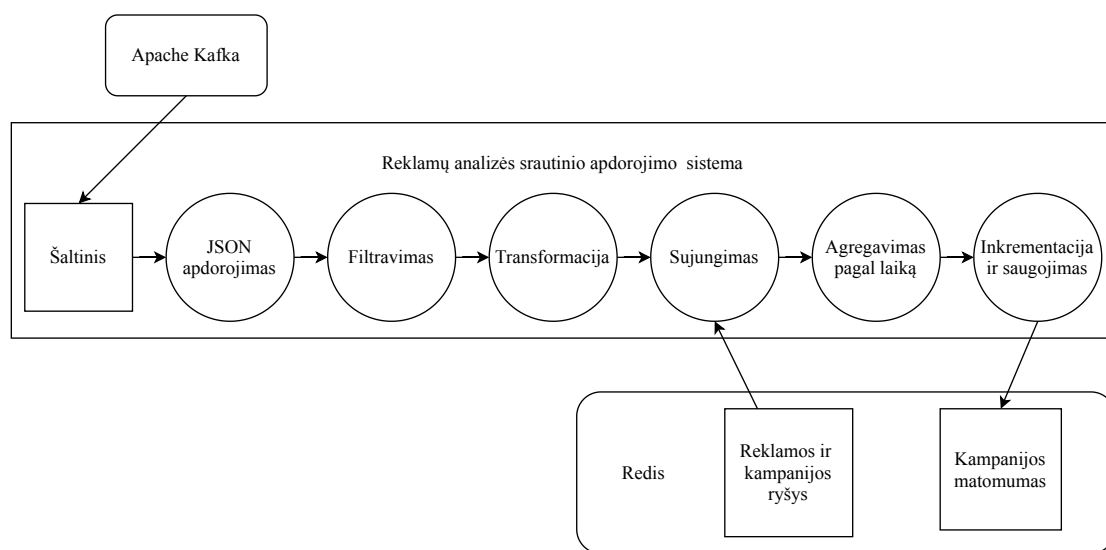 Apache Kafka
Reklamų analizės srautinio apdorojimo sistema
Šaltinis
JSON
apdorojimas
Filtravimas
Transformacija
Sujungimas
Agregavimas
pagal laiką
Inkrementacija
ir saugojimas
Redis
Reklamos ir
kampanijos
ryšys
Kampanijos
matomumas